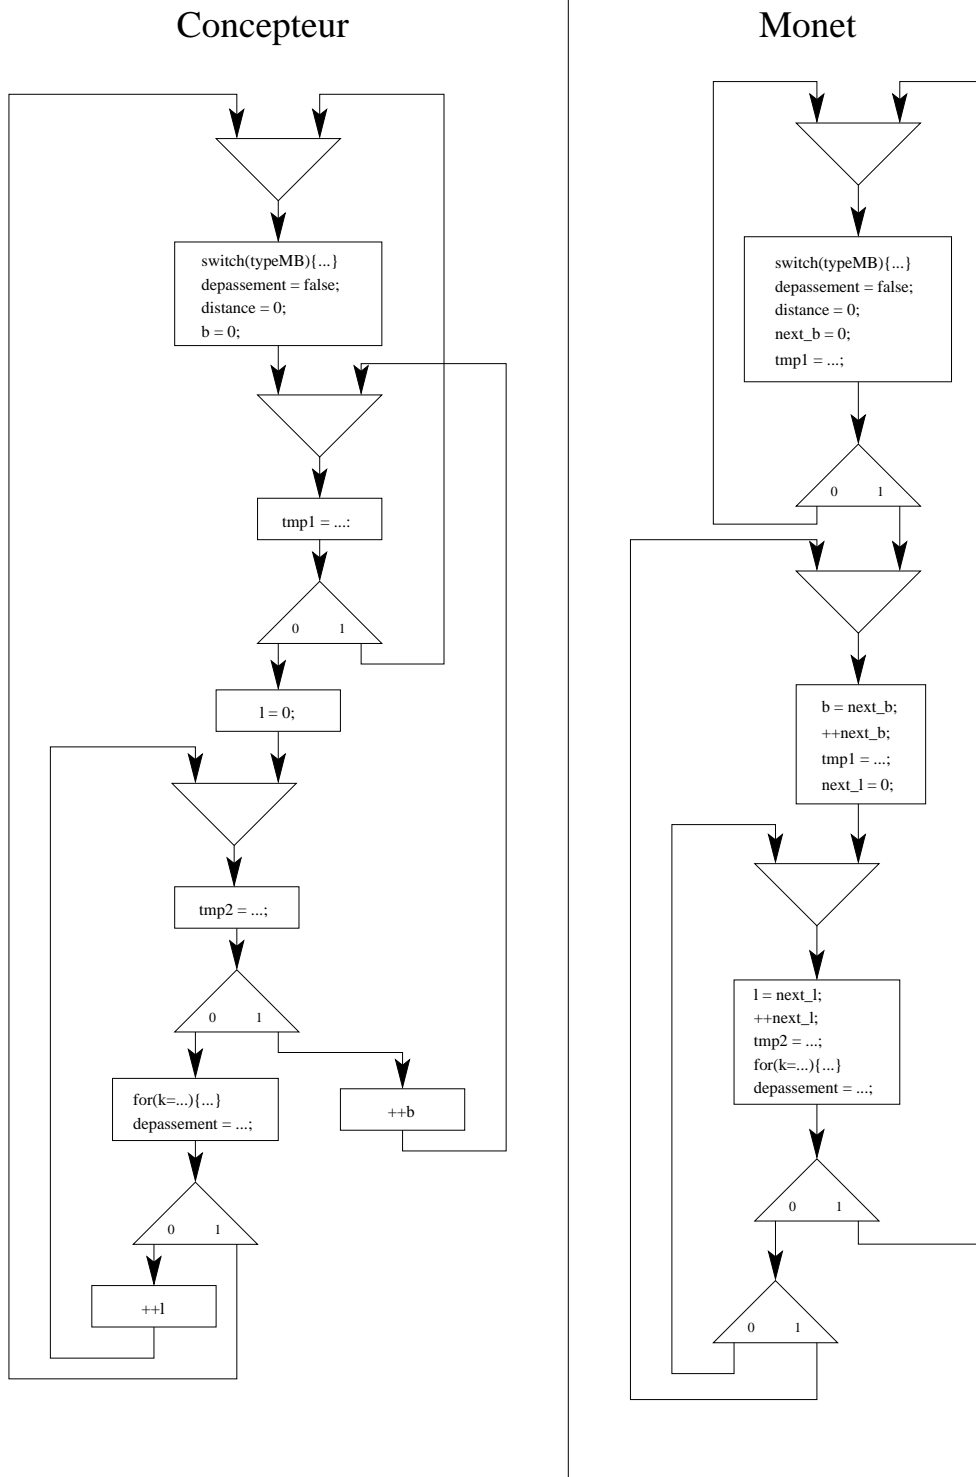 Concepteur
switch(typeMB){...}
depassement = false;
distance = 0;
b = 0;
tmp1 = ...:
0 1
l = 0;
tmp2 = ...;
0 1
for(k=...){...}
depassement = ...;
++b
0 1
++l
Monet
switch(typeMB){...}
depassement = false;
distance = 0;
next_b = 0;
tmp1 = ...;
0 1
b = next_b;
++next_b;
tmp1 = ...;
next_l = 0;
l = next_l;
++next_l;
tmp2 = ...;
for(k=...){...}
depassement = ...;
0 1
0 1